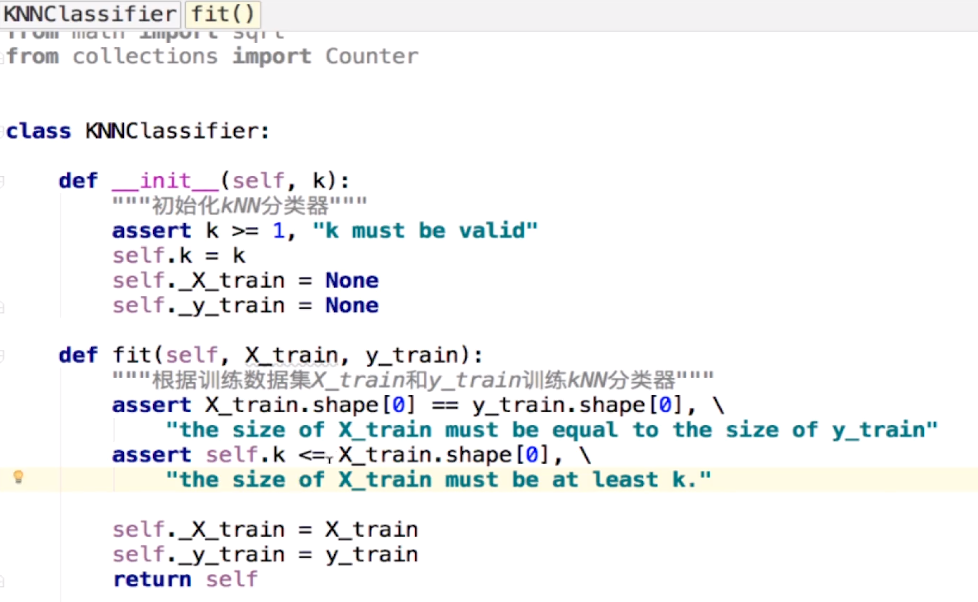 KNNClassifier fit()
from math import sqrt
from collections import Counter
class KNNClassifier:
def __init__(self, k):
"""初始化kNN分类器"""
assert k >= 1, "k must be valid"
self.k = k
self._X_train = None
self._y_train = None
def fit(self, X_train, y_train):
"""根据训练数据集X_train和y_train训练kNN分类器"""
assert X_train.shape[0] == y_train.shape[0], \
"the size of X_train must be equal to the size of y_train"
assert self.k <= X_train.shape[0], \
"the size of X_train must be at least k."
self._X_train = X_train
self._y_train = y_train
return self